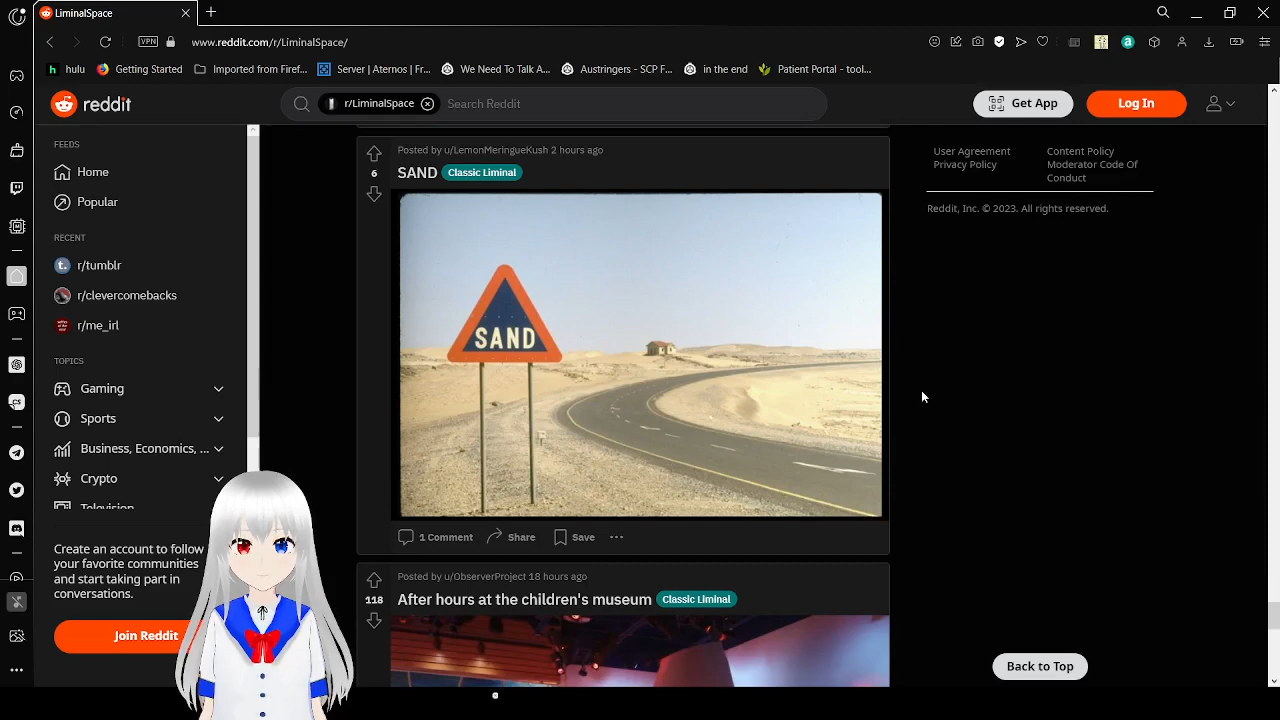 LiminalSpace
VPN
www.reddit.com/r/LiminalSpace/
hulu
Getting Started
Imported from Firef...
Server | Aternos | Fr...
We Need To Talk A...
Austringers - SCP F...
in the end
Patient Portal - tool...
reddit
r/LiminalSpace
Search Reddit
Get App
Log In
FEEDS
Home
Popular
RECENT
r/tumblr
r/clevercomebacks
r/me_irl
TOPICS
Gaming
Sports
Business, Economics, ...
Crypto
Television
Create an account to follow
your favorite communities
and start taking part in
conversations.
Join Reddit
Posted by u/LemonMeringueKush 2 hours ago
6
SAND Classic Liminal
SAND
1 Comment
Share
Save
Posted by u/ObserverProject 18 hours ago
118
After hours at the children's museum Classic Liminal
User Agreement
Privacy Policy
Content Policy
Moderator Code Of
Conduct
Reddit, Inc. © 2023. All rights reserved.
Back to Top